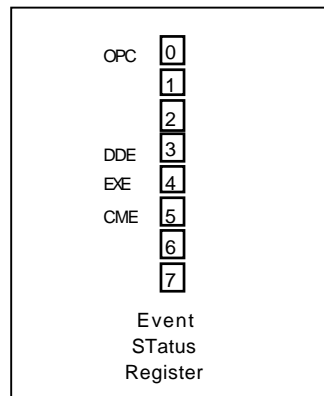 OPC 0
1
2
DDE 3
EXE 4
CME 5
6
7
Event
STatus
Register